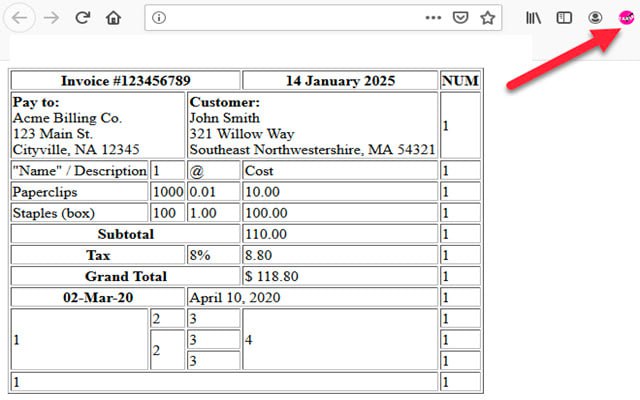 Invoice #123456789 14 January 2025 NUM
Pay to: Customer:
Acme Billing Co. John Smith
123 Main St. 321 Willow Way 1
Cityville, NA 12345 Southeast Northwestershire, MA 54321
"Name" / Description 1 @ Cost 1
Paperclips 1000 0.01 10.00 1
Staples (box) 100 1.00 100.00 1
Subtotal 110.00 1
Tax 8% 8.80 1
Grand Total $ 118.80 1
02-Mar-20 April 10, 2020 1
2 3 1
1 2 3 4 1
3 1
1 1